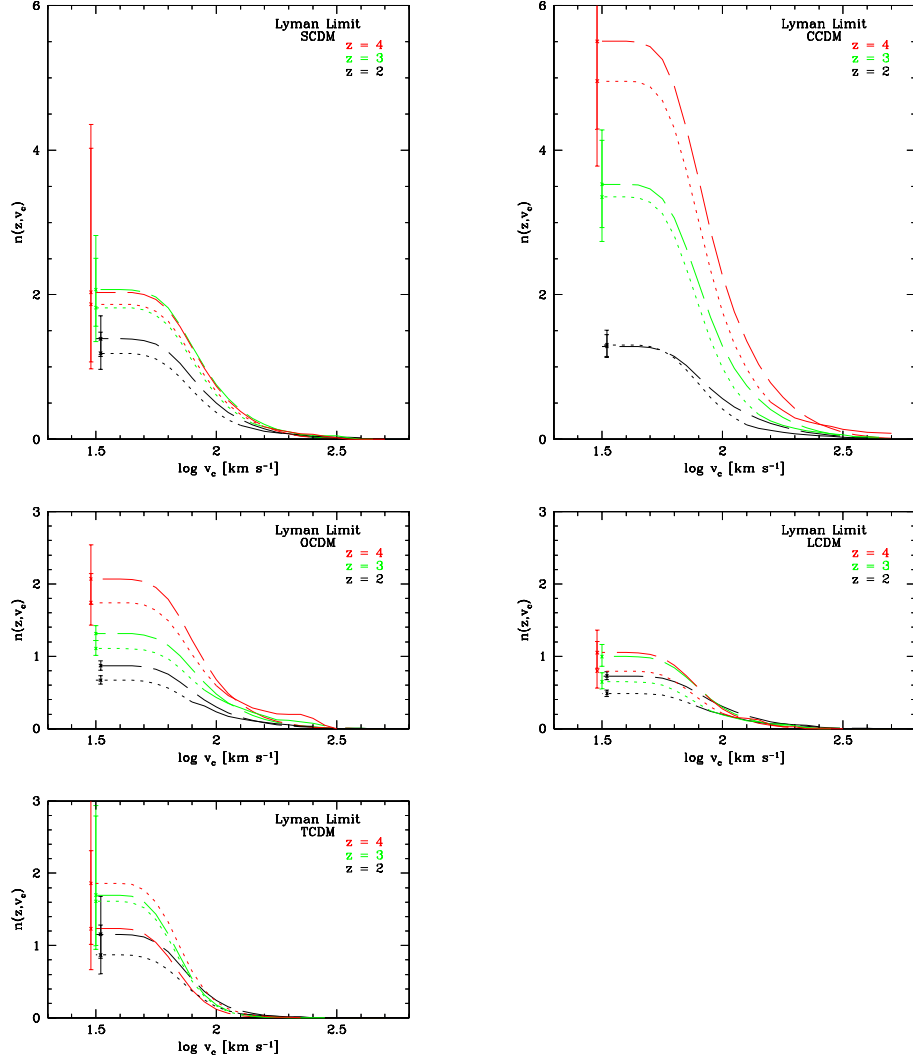 Lyman Limit
SCDM
z = 4
z = 3
z = 2
6
4
2
0
n(z,v_c)
1.5
2
2.5
log v_c [km s⁻¹]
Lyman Limit
CCDM
z = 4
z = 3
z = 2
6
4
2
0
n(z,v_c)
1.5
2
2.5
log v_c [km s⁻¹]
Lyman Limit
OCDM
z = 4
z = 3
z = 2
3
2
1
0
n(z,v_c)
1.5
2
2.5
log v_c [km s⁻¹]
Lyman Limit
LCDM
z = 4
z = 3
z = 2
3
2
1
0
n(z,v_c)
1.5
2
2.5
log v_c [km s⁻¹]
Lyman Limit
TCDM
z = 4
z = 3
z = 2
3
2
1
0
n(z,v_c)
1.5
2
2.5
log v_c [km s⁻¹]